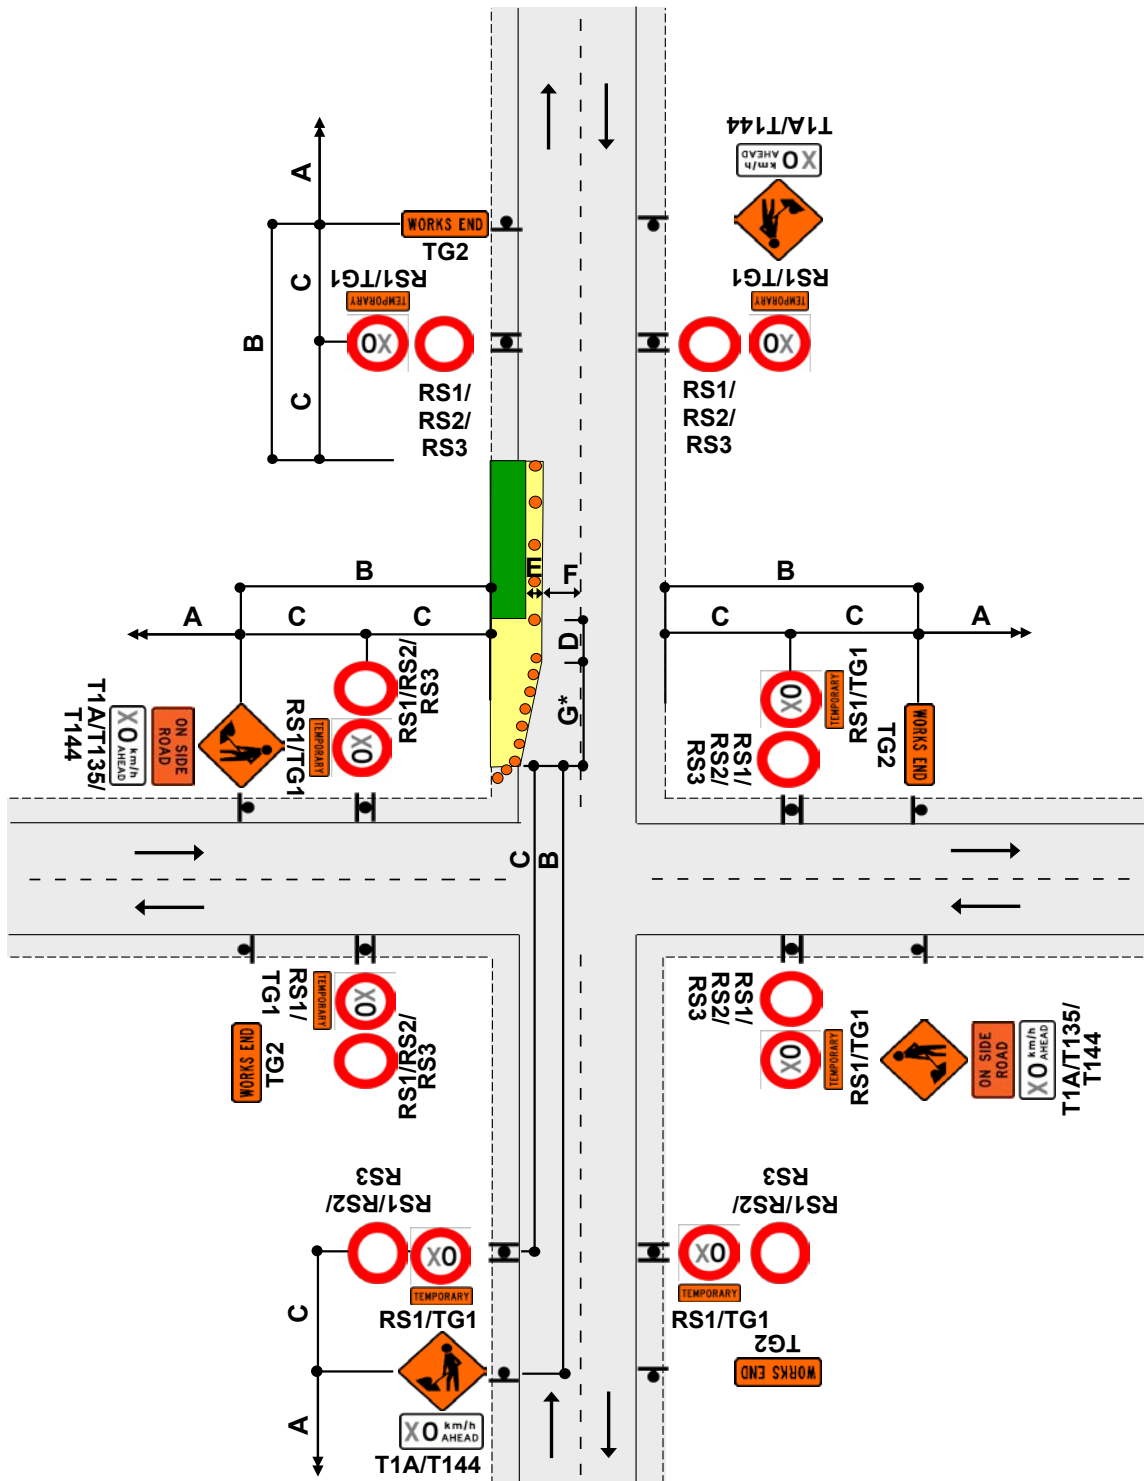 T1A/T144
X0 km/h
AHEAD
A
WORKS END
TG2
RS1/TG1
TEMPORARY
X0
C
B
C
RS1/
RS2/
RS3
RS1/TG1
TEMPORARY
X0
RS1/
RS2/
RS3
E
F
D
G*
B
A
C
C
RS1/RS2/
RS3
RS1/TG1
TEMPORARY
X0
ON SIDE
ROAD
X0 km/h
AHEAD
T1A/T135/
T144
B
C
C
A
RS1/TG1
TEMPORARY
X0
RS1/
RS2/
RS3
TG2
WORKS END
C
B
RS1/
TG1
TEMPORARY
X0
RS1/RS2/
RS3
TG2
WORKS END
RS1/
RS2/
RS3
RS1/TG1
TEMPORARY
X0
ON SIDE
ROAD
X0 km/h
AHEAD
T1A/T135/
T144
RS1/RS2/
RS3
X0
TEMPORARY
RS1/TG1
C
A
X0 km/h
AHEAD
T1A/T144
RS1/RS2/
RS3
X0
TEMPORARY
RS1/TG1
TG2
WORKS END